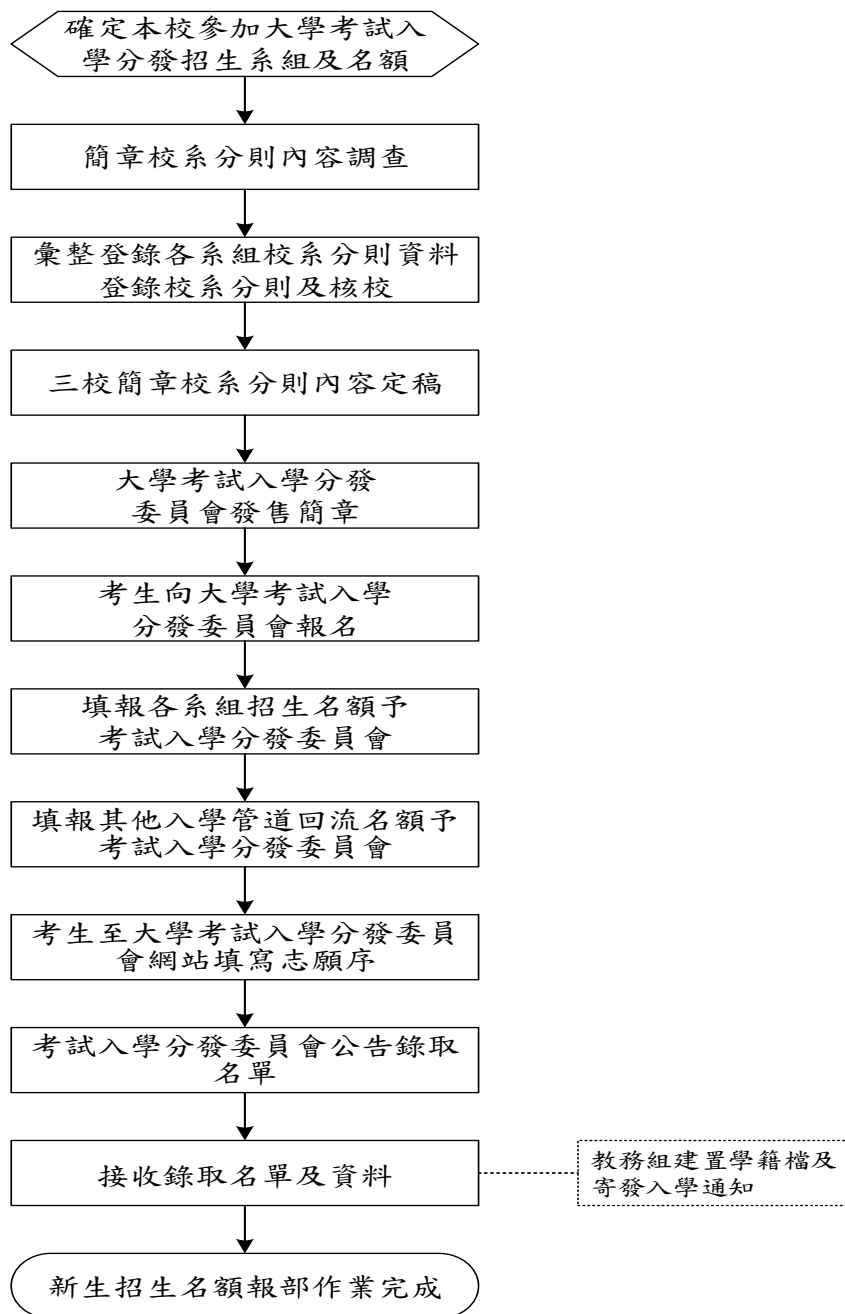 確定本校參加大學考試入
學分發招生系組及名額
簡章校系分則內容調查
彙整登錄各系組校系分則資料
登錄校系分則及核校
三校簡章校系分則內容定稿
大學考試入學分發
委員會發售簡章
考生向大學考試入學
分發委員會報名
填報各系組招生名額予
考試入學分發委員會
填報其他入學管道回流名額予
考試入學分發委員會
考生至大學考試入學分發委員
會網站填寫志願序
考試入學分發委員會公告錄取
名單
接收錄取名單及資料
教務組建置學籍檔及
寄發入學通知
新生招生名額報部作業完成